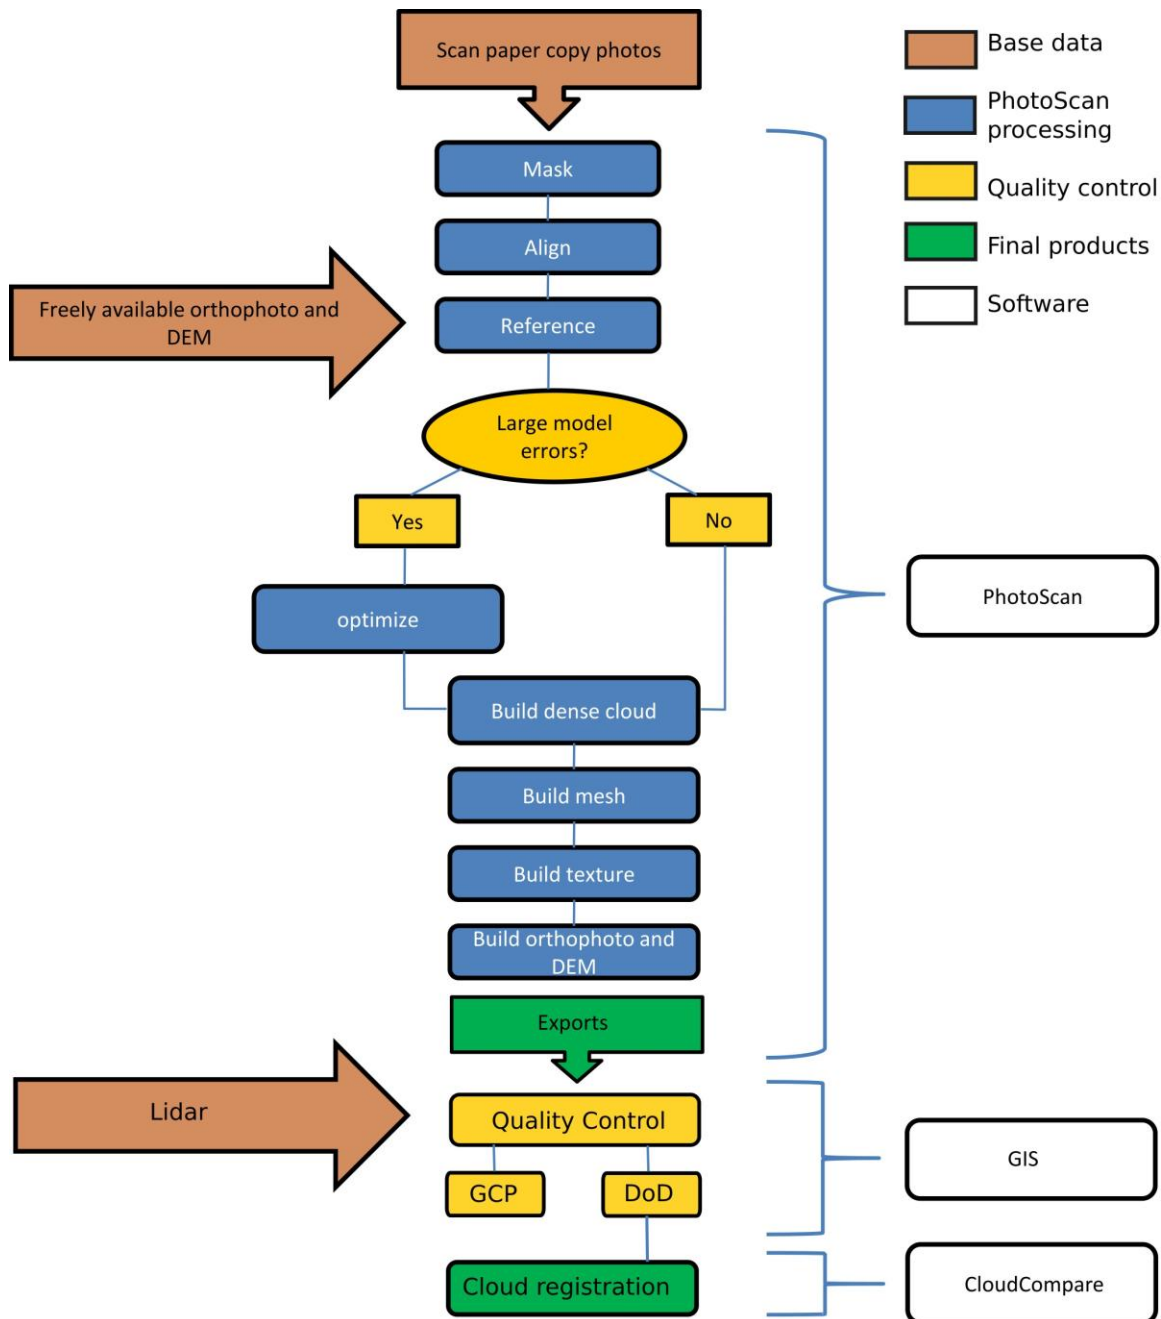 Scan paper copy photos
Base data
PhotoScan
processing
Quality control
Final products
Software
Mask
Align
Freely available orthophoto and
DEM
Reference
Large model
errors?
Yes
No
optimize
PhotoScan
Build dense cloud
Build mesh
Build texture
Build orthophoto and
DEM
Exports
Lidar
Quality Control
GCP
DoD
GIS
Cloud registration
CloudCompare